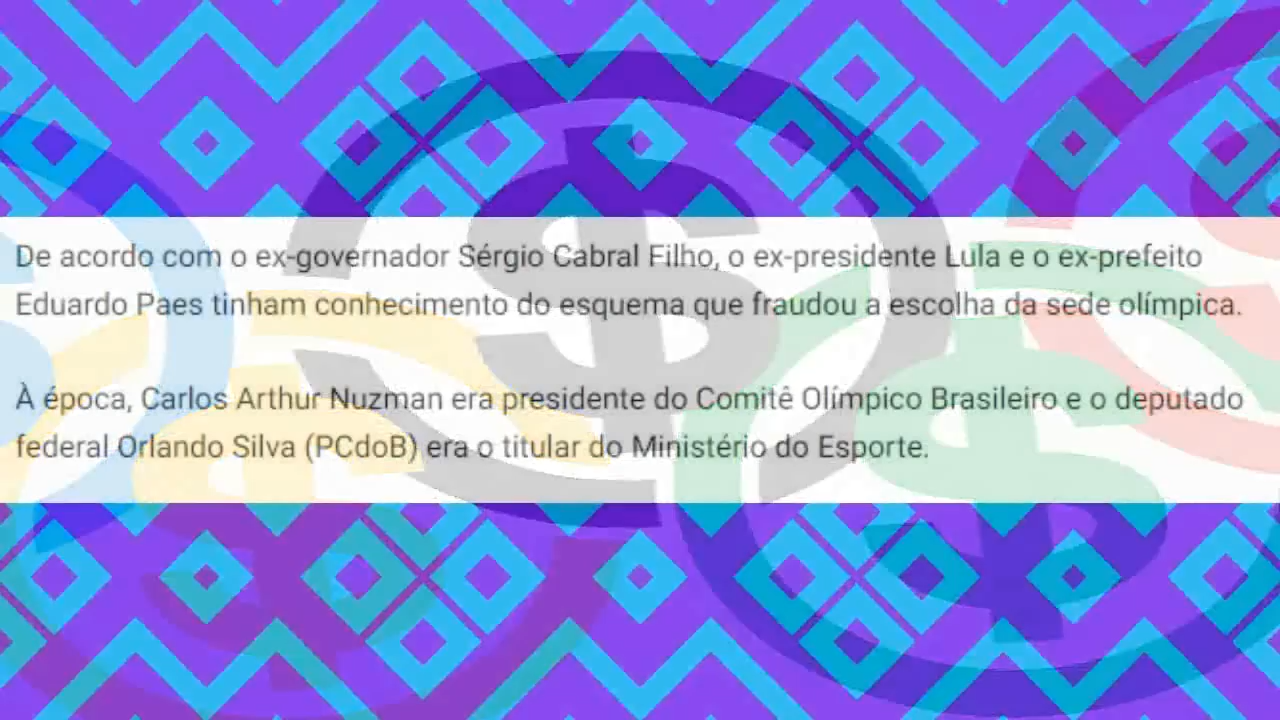 De acordo com o ex-governador Sérgio Cabral Filho, o ex-presidente Lula e o ex-prefeito
Eduardo Paes tinham conhecimento do esquema que fraudou a escolha da sede olímpica.
À época, Carlos Arthur Nuzman era presidente do Comitê Olímpico Brasileiro e o deputado
federal Orlando Silva (PCdoB) era o titular do Ministério do Esporte.